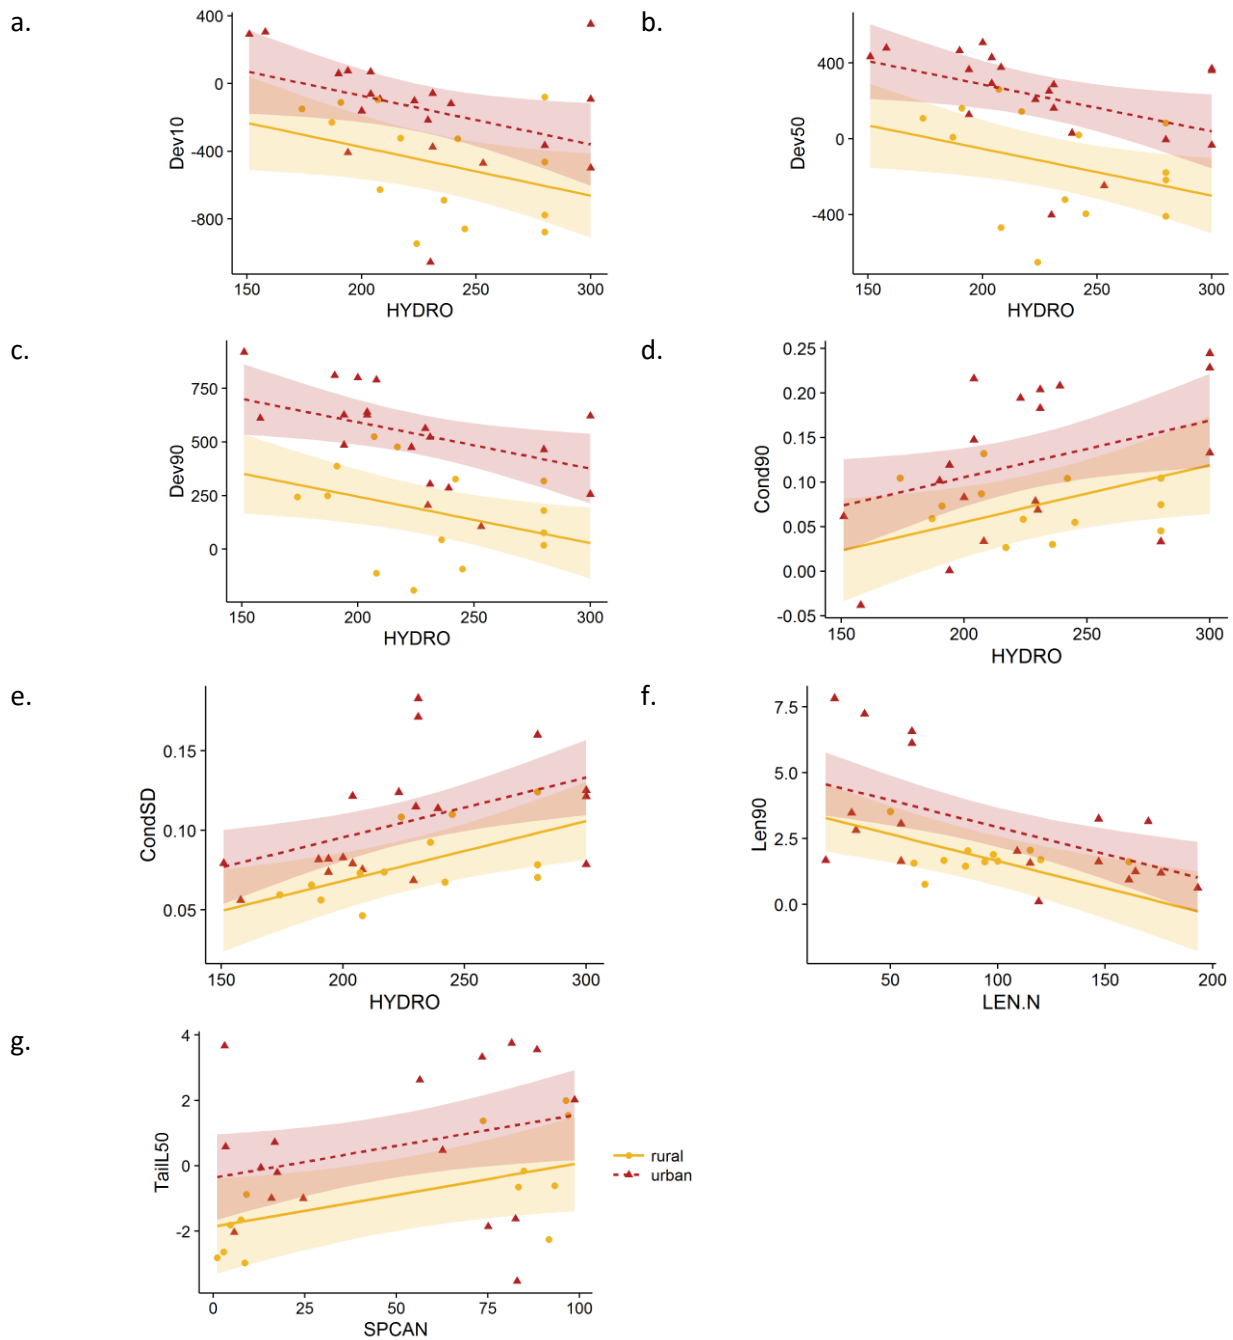 a.
400
0
-400
-800
Dev10
150 200 250 300
HYDRO
b.
400
0
-400
Dev50
150 200 250 300
HYDRO
c.
750
500
250
0
Dev90
150 200 250 300
HYDRO
d.
0.25
0.20
0.15
0.10
0.05
0.00
-0.05
Cond90
150 200 250 300
HYDRO
e.
0.15
0.10
0.05
CondSD
150 200 250 300
HYDRO
f.
7.5
5.0
2.5
0.0
Len90
50 100 150 200
LEN.N
g.
4
2
0
-2
TailL50
0 25 50 75 100
SPCAN
rural
urban